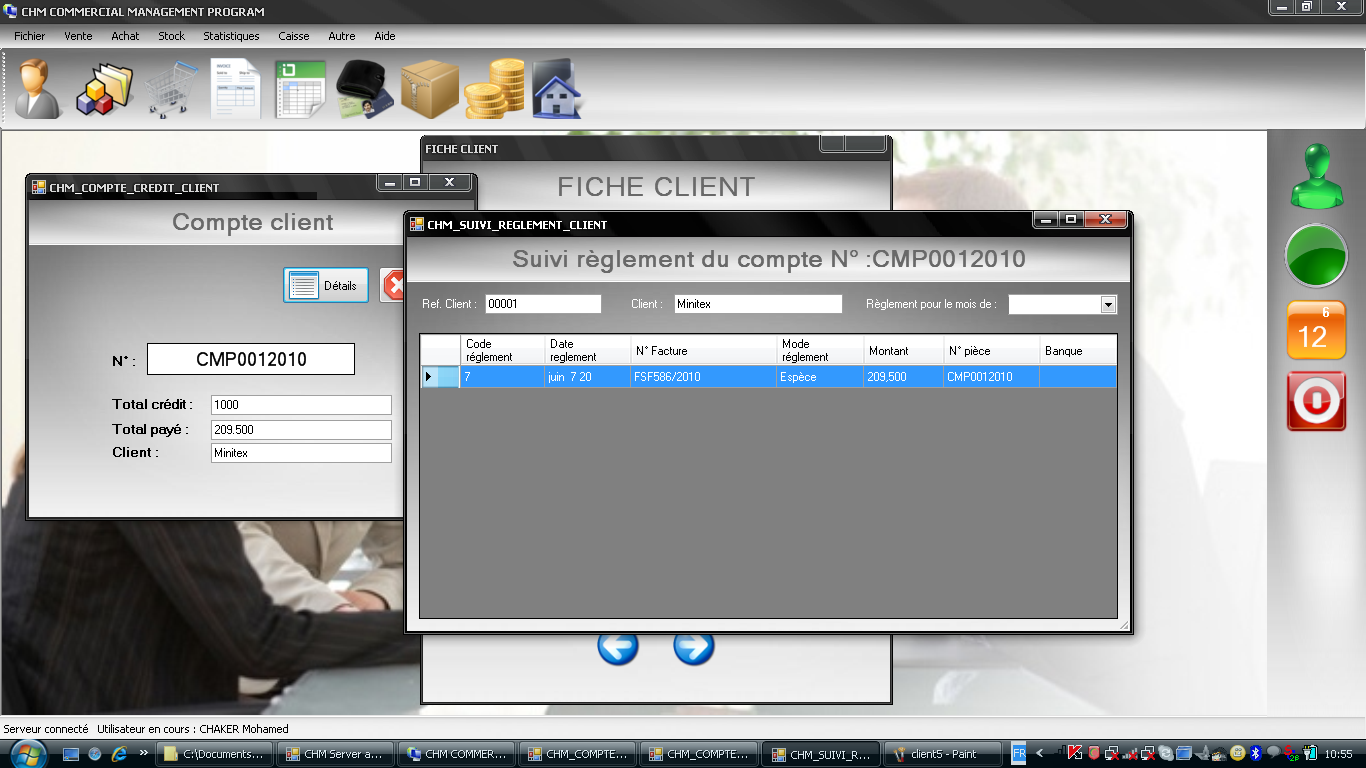 CHM COMMERCIAL MANAGEMENT PROGRAM
Fichier Vente Achat Stock Statistiques Caisse Autre Aide
INVOICE
FICHE CLIENT
FICHE CLIENT
CHM_COMPTE_CREDIT_CLIENT
Compte client
Détails
N° : CMP0012010
Total crédit : 1000
Total payé : 209.500
Client : Minitex
CHM_SUIVI_REGLEMENT_CLIENT
Suivi règlement du compte N° :CMP0012010
Ref. Client : 00001 Client : Minitex Règlement pour le mois de :
Code réglement Date reglement N° Facture Mode réglement Montant N° pièce Banque
7 juin 7 20 FSF586/2010 Espèce 209,500 CMP0012010
6
12
Serveur connecté Utilisateur en cours : CHAKER Mohamed
C:\Documents... CHM Server a... CHM COMMER... CHM_COMPTE... CHM_COMPTE... CHM_SUIVI_R... client5 - Paint FR 10:55